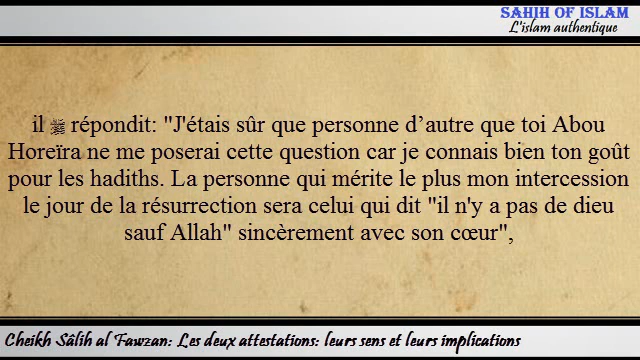 SAHIH OF ISLAM
L'islam authentique
il ﷺ répondit: "J'étais sûr que personne d’autre que toi Abou
Horeïra ne me poserai cette question car je connais bien ton goût
pour les hadiths. La personne qui mérite le plus mon intercession
le jour de la résurrection sera celui qui dit "il n'y a pas de dieu
sauf Allah" sincèrement avec son cœur",
Cheikh Sâlih al Fawzan: Les deux attestations: leurs sens et leurs implications